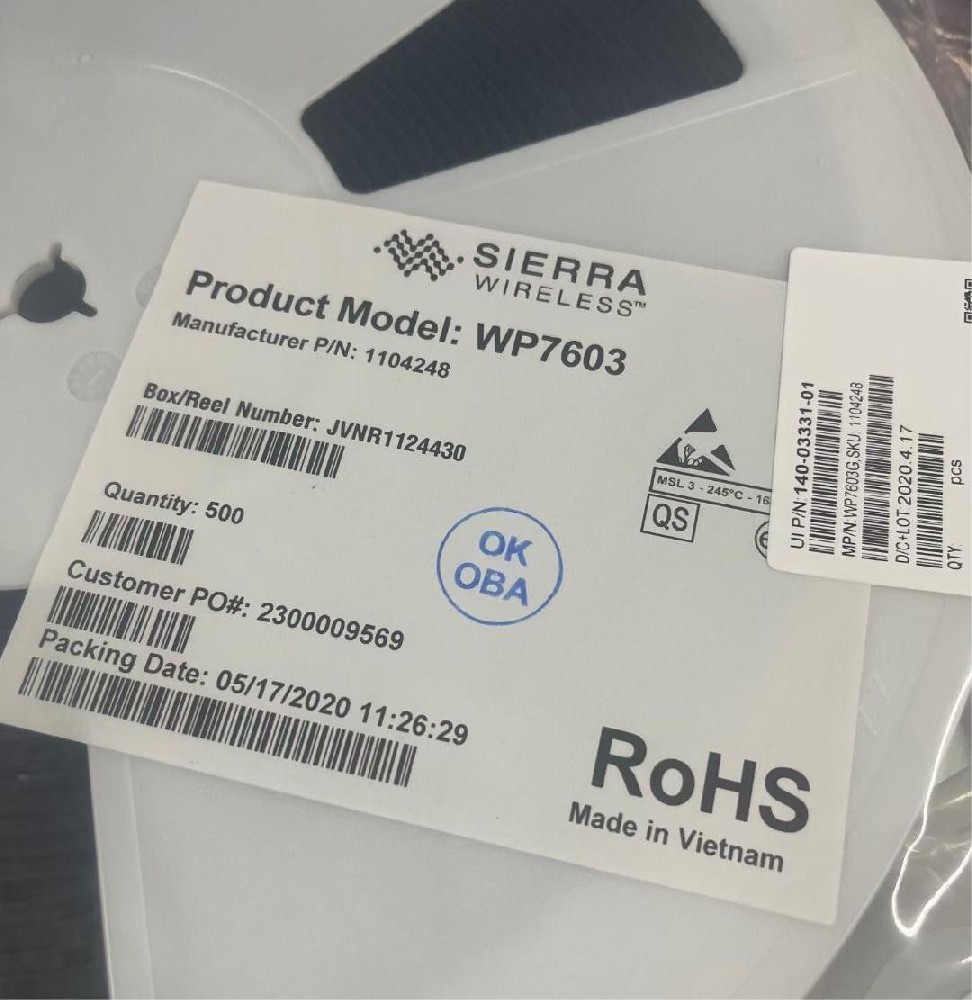 SIERRA
WIRELESS™
Product Model: WP7603
Manufacturer P/N: 1104248
Box/Reel Number: JVNR1124430
Quantity: 500
Customer PO#: 2300009569
Packing Date: 05/17/2020 11:26:29
MSL 3 - 245°C - 16
QS
OK
OBA
RoHS
Made in Vietnam
UI P/N: 140-03331-01
MP/N: WP7603G,SKU: 1104248
D/C+LOT: 2020.4.17
QTY: pcs